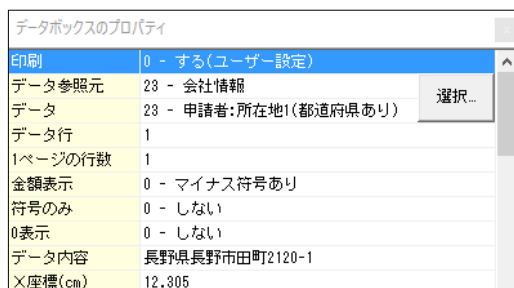 データボックスのプロパティ
印刷 0 - する(ユーザー設定)
データ参照元 23 - 会社情報
選択...
データ 23 - 申請者:所在地1(都道府県あり)
データ行 1
1ページの行数 1
金額表示 0 - マイナス符号あり
符号のみ 0 - しない
0表示 0 - しない
データ内容 長野県長野市田町2120-1
X座標(cm) 12.305